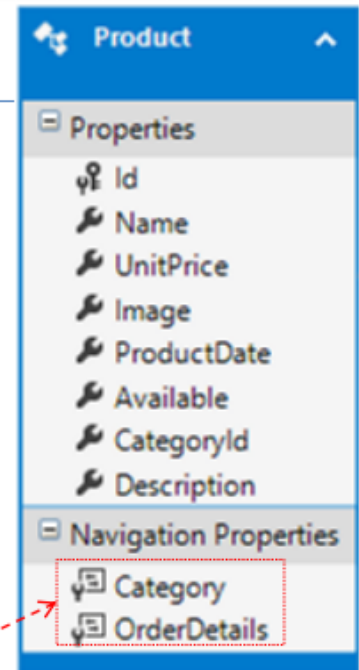 Product
Properties
Id
Name
UnitPrice
Image
ProductDate
Available
CategoryId
Description
Navigation Properties
Category
OrderDetails